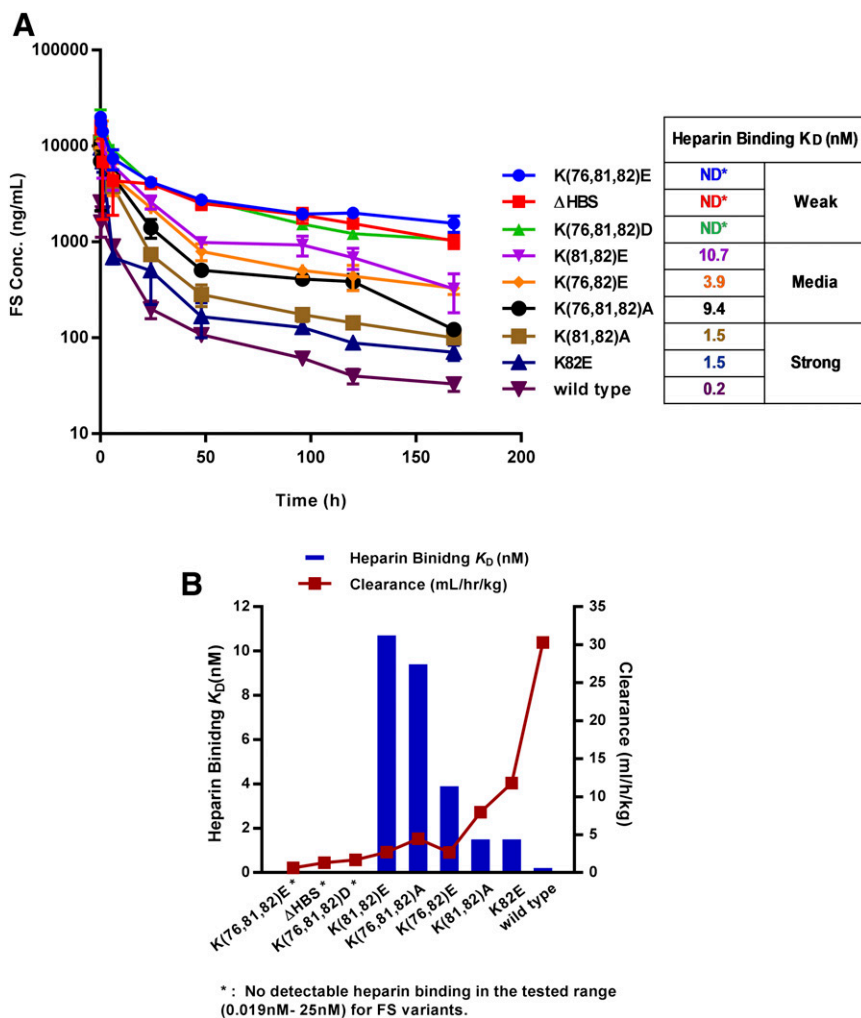 A
FS Conc. (ng/mL)
100000
10000
1000
100
10
0
50
100
150
200
Time (h)
K(76,81,82)E
ΔHBS
K(76,81,82)D
K(81,82)E
K(76,82)E
K(76,81,82)A
K(81,82)A
K82E
wild type
Heparin Binding KD (nM)
ND*
ND*
ND*
Weak
10.7
3.9
9.4
Media
1.5
1.5
0.2
Strong
B
Heparin Binidng KD (nM)
Clearance (mL/hr/kg)
Heparin Binidng KD(nM)
12
10
8
6
4
2
0
35
30
25
20
15
10
5
0
Clearance (ml/h/kg)
K(76,81,82)E*
ΔHBS*
K(76,81,82)D*
K(81,82)E
K(76,81,82)A
K(76,82)E
K(81,82)A
K82E
wild type
* : No detectable heparin binding in the tested range
(0.019nM- 25nM) for FS variants.